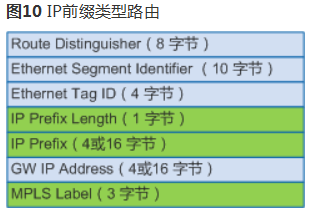 图10 IP前缀类型路由
Route Distinguisher（8 字节）
Ethernet Segment Identifier （10 字节）
Ethernet Tag ID（4 字节）
IP Prefix Length（1 字节）
IP Prefix（4或16 字节）
GW IP Address（4或16 字节）
MPLS Label（3 字节）